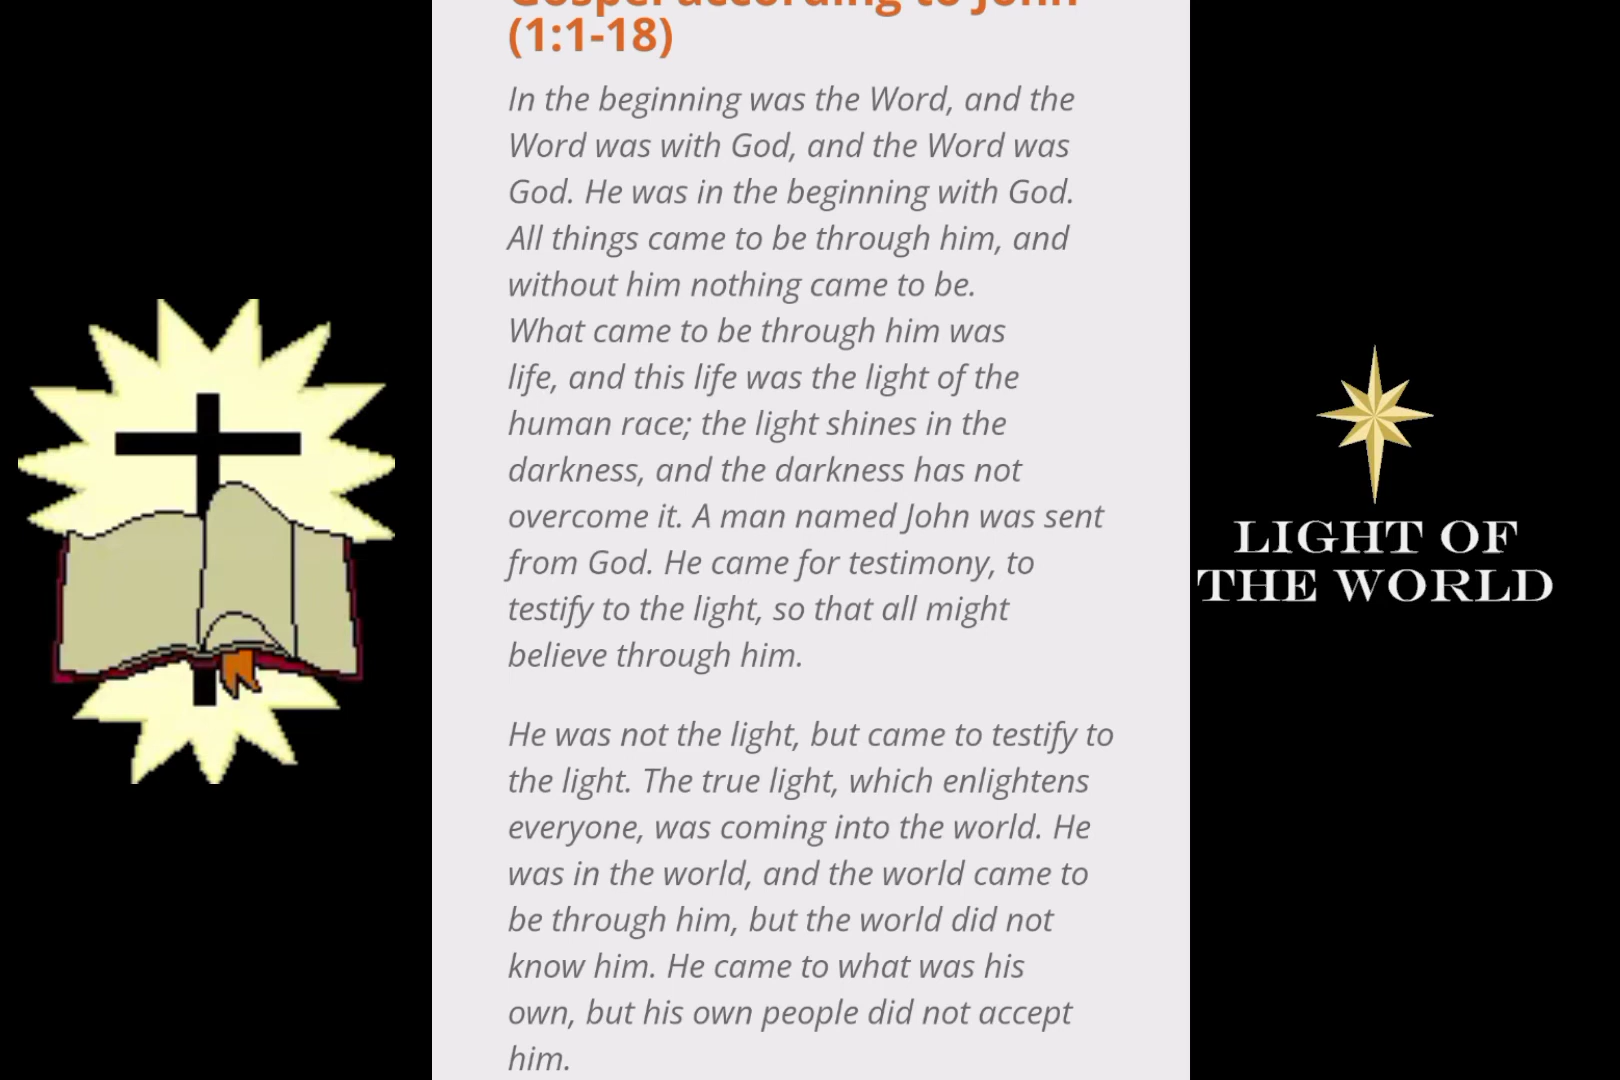 Gospel according to John
(1:1-18)
In the beginning was the Word, and the
Word was with God, and the Word was
God. He was in the beginning with God.
All things came to be through him, and
without him nothing came to be.
What came to be through him was
life, and this life was the light of the
human race; the light shines in the
darkness, and the darkness has not
overcome it. A man named John was sent
from God. He came for testimony, to
testify to the light, so that all might
believe through him.
He was not the light, but came to testify to
the light. The true light, which enlightens
everyone, was coming into the world. He
was in the world, and the world came to
be through him, but the world did not
know him. He came to what was his
own, but his own people did not accept
him.
LIGHT OF
THE WORLD